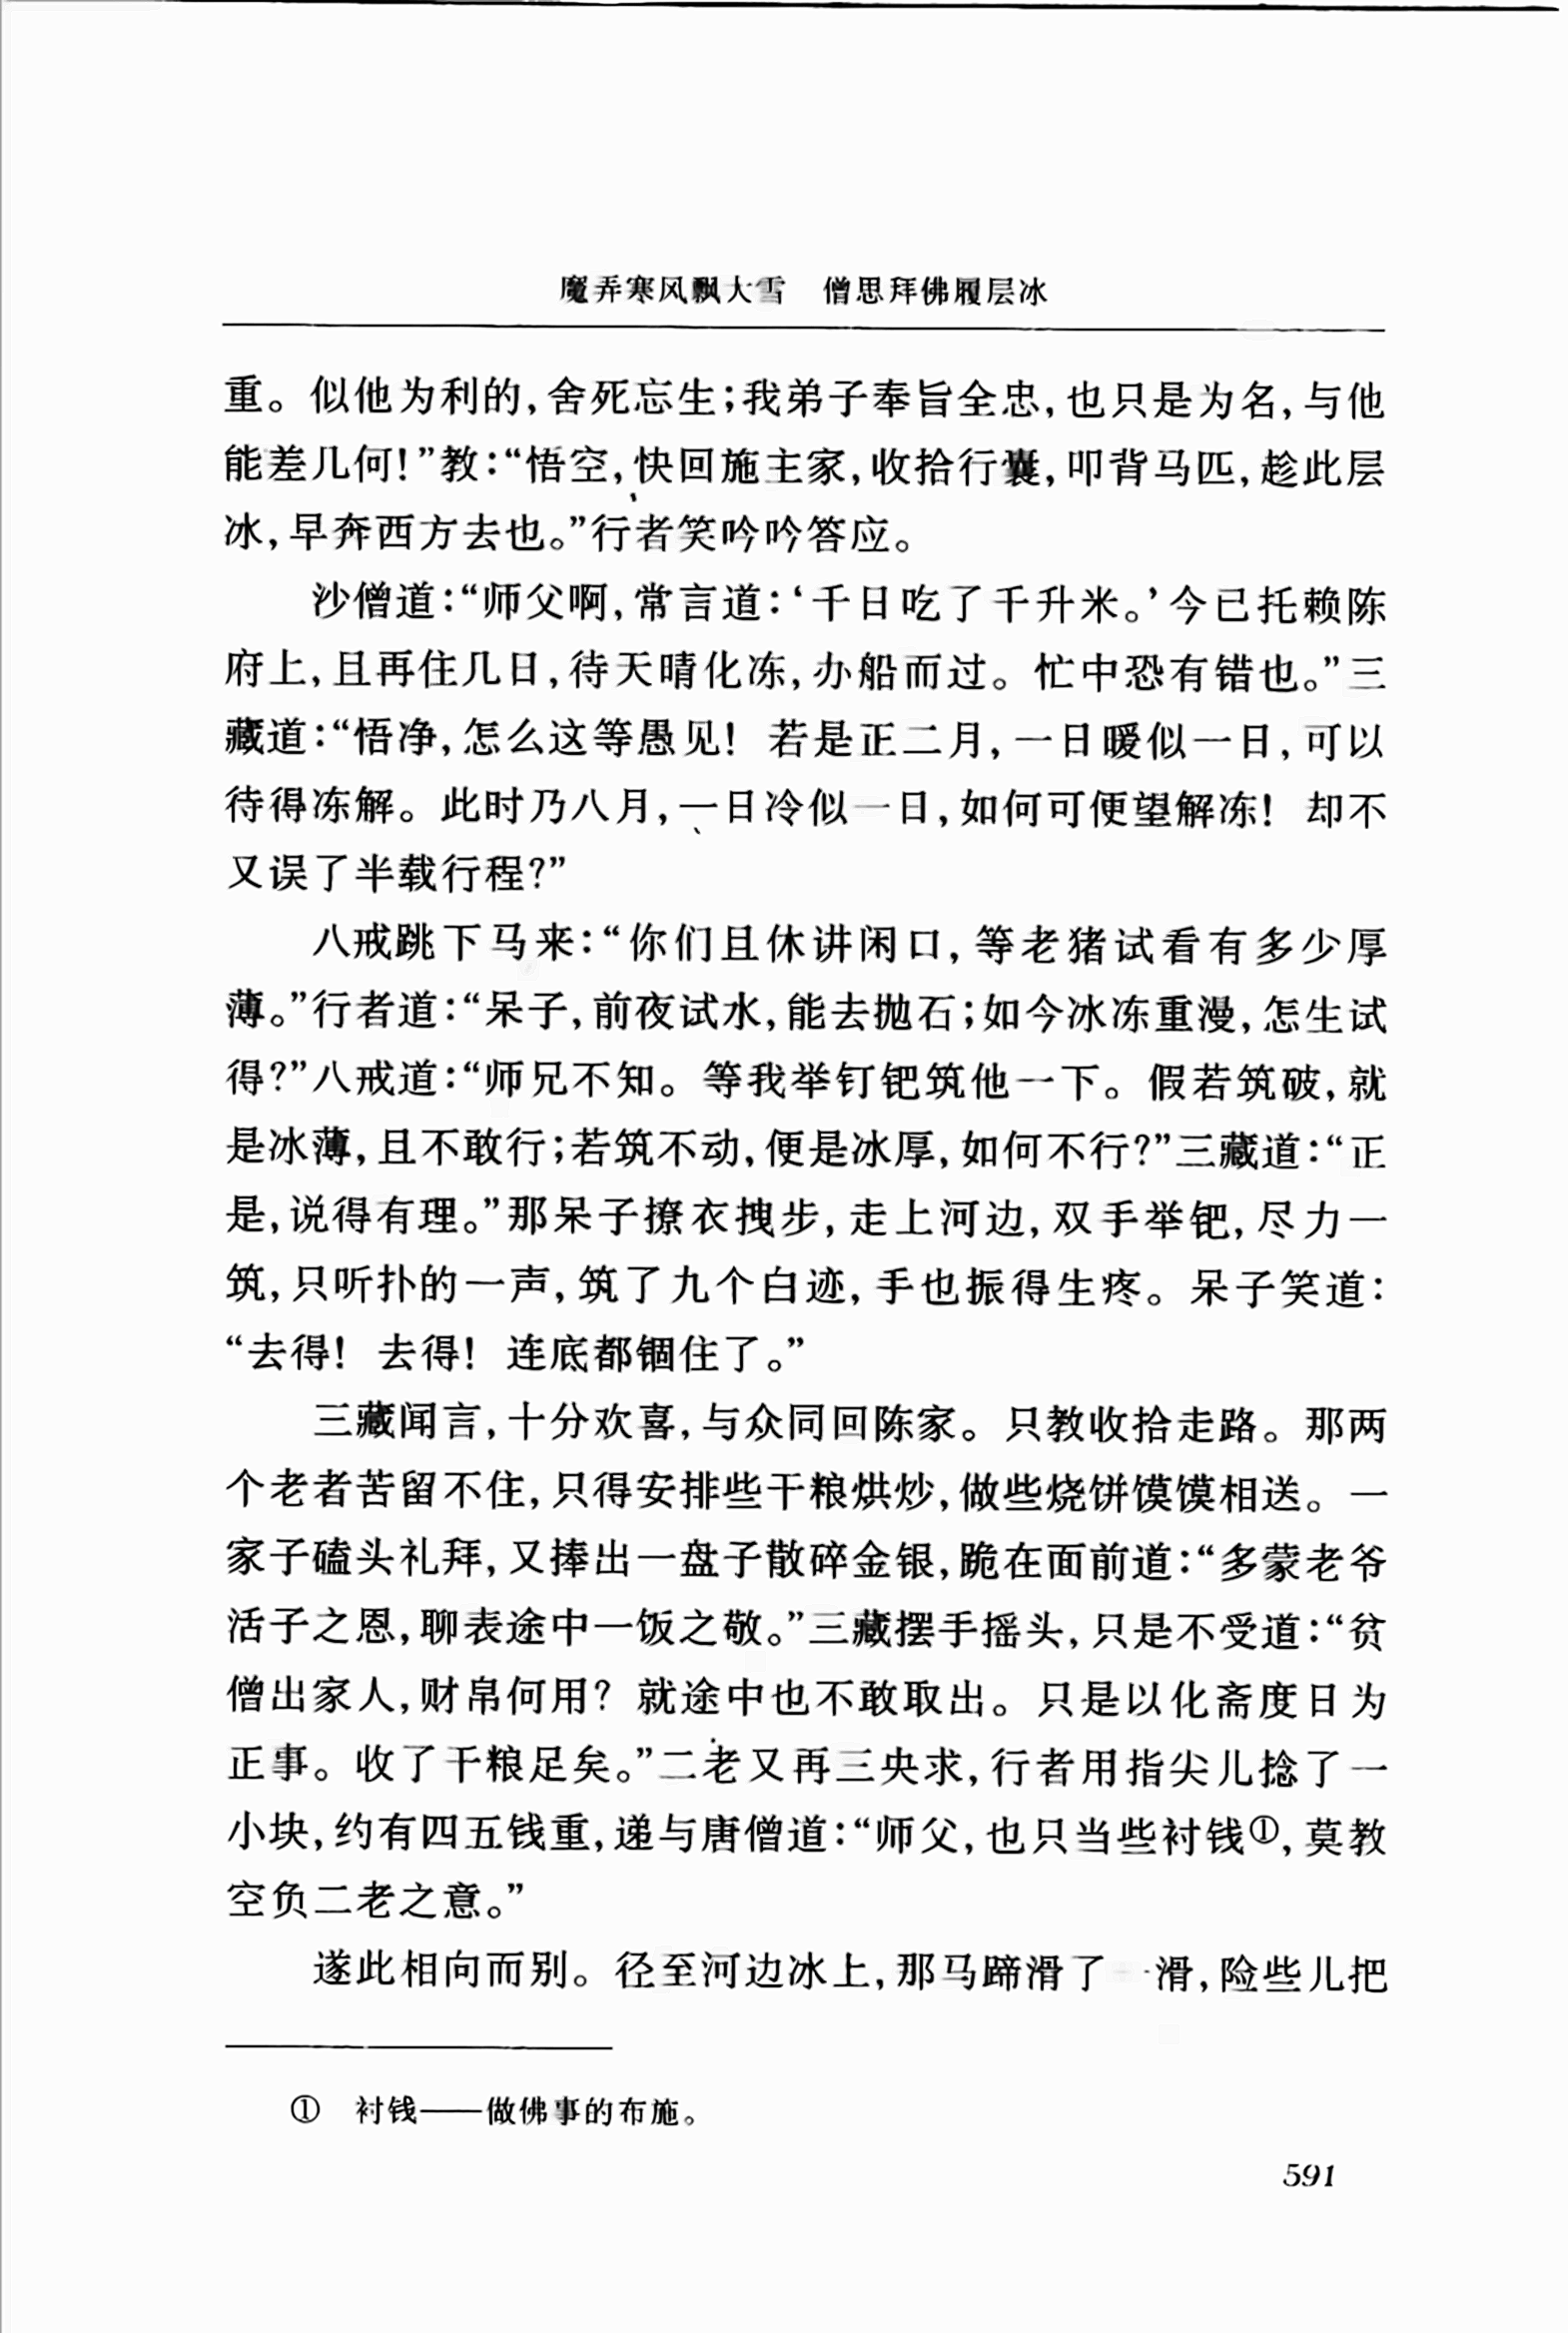 魔弄寒风飘大雪　僧思拜佛履层冰
重。似他为利的,舍死忘生;我弟子奉旨全忠,也只是为名,与他
能差几何!”教:“悟空,快回施主家,收拾行囊,叩背马匹,趁此层
冰,早奔西方去也。”行者笑吟吟答应。
沙僧道:“师父啊,常言道:‘千日吃了千升米。’今已托赖陈
府上,且再住几日,待天晴化冻,办船而过。忙中恐有错也。”三
藏道:“悟净,怎么这等愚见! 若是正二月,一日暖似一日,可以
待得冻解。此时乃八月,一日冷似一日,如何可便望解冻! 却不
又误了半载行程?”
八戒跳下马来:“你们且休讲闲口,等老猪试看有多少厚
薄。”行者道:“呆子,前夜试水,能去抛石;如今冰冻重漫,怎生试
得?”八戒道:“师兄不知。等我举钉钯筑他一下。假若筑破,就
是冰薄,且不敢行;若筑不动,便是冰厚,如何不行?”三藏道:“正
是,说得有理。”那呆子撩衣拽步,走上河边,双手举钯,尽力一
筑,只听扑的一声,筑了九个白迹,手也振得生疼。呆子笑道:
“去得! 去得! 连底都锢住了。”
三藏闻言,十分欢喜,与众同回陈家。只教收拾走路。那两
个老者苦留不住,只得安排些干粮烘炒,做些烧饼馍馍相送。一
家子磕头礼拜,又捧出一盘子散碎金银,跪在面前道:“多蒙老爷
活子之恩,聊表途中一饭之敬。”三藏摆手摇头,只是不受道:“贫
僧出家人,财帛何用? 就途中也不敢取出。只是以化斋度日为
正事。收了干粮足矣。”二老又再三央求,行者用指尖儿捻了一
小块,约有四五钱重,递与唐僧道:“师父,也只当些衬钱①,莫教
空负二老之意。”
遂此相向而别。径至河边冰上,那马蹄滑了一滑,险些儿把
① 衬钱——做佛事的布施。
591